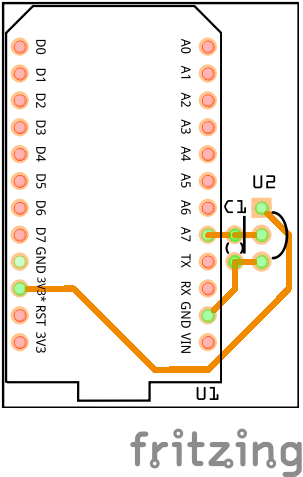 D0 A0
D1 A1
D2 A2
D3 A3
D4 A4
D5 A5
D6 A6
U2
C1
D7 A7
GND TX
3V3* RX
RST GND
3V3 VIN
U1
fritzing